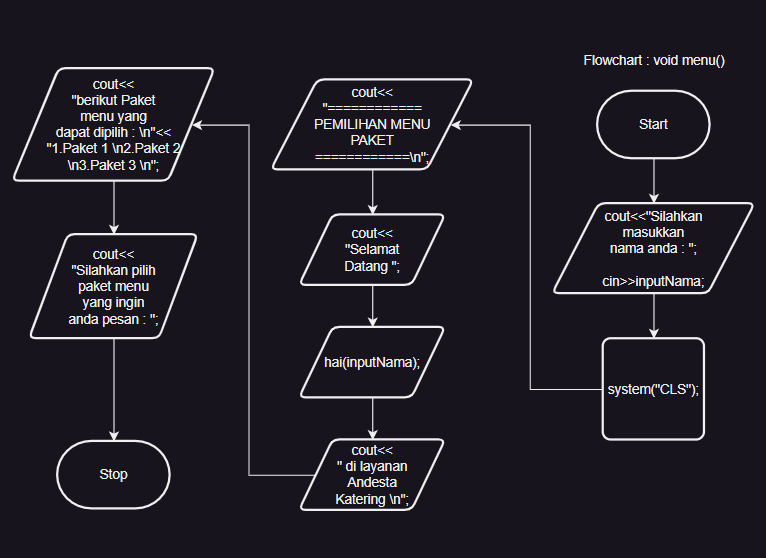 Flowchart : void menu()
Start
cout<<"Silahkan
masukkan
nama anda : ";
cin>>inputNama;
system("CLS");
cout<<
"============
PEMILIHAN MENU
PAKET
============\n";
cout<<
"Selamat
Datang ";
hai(inputNama);
cout<<
" di layanan
Andesta
Katering \n";
cout<<
"berikut Paket
menu yang
dapat dipilih : \n"<<
"1.Paket 1 \n2.Paket 2
\n3.Paket 3 \n";
cout<<
"Silahkan pilih
paket menu
yang ingin
anda pesan : ";
Stop